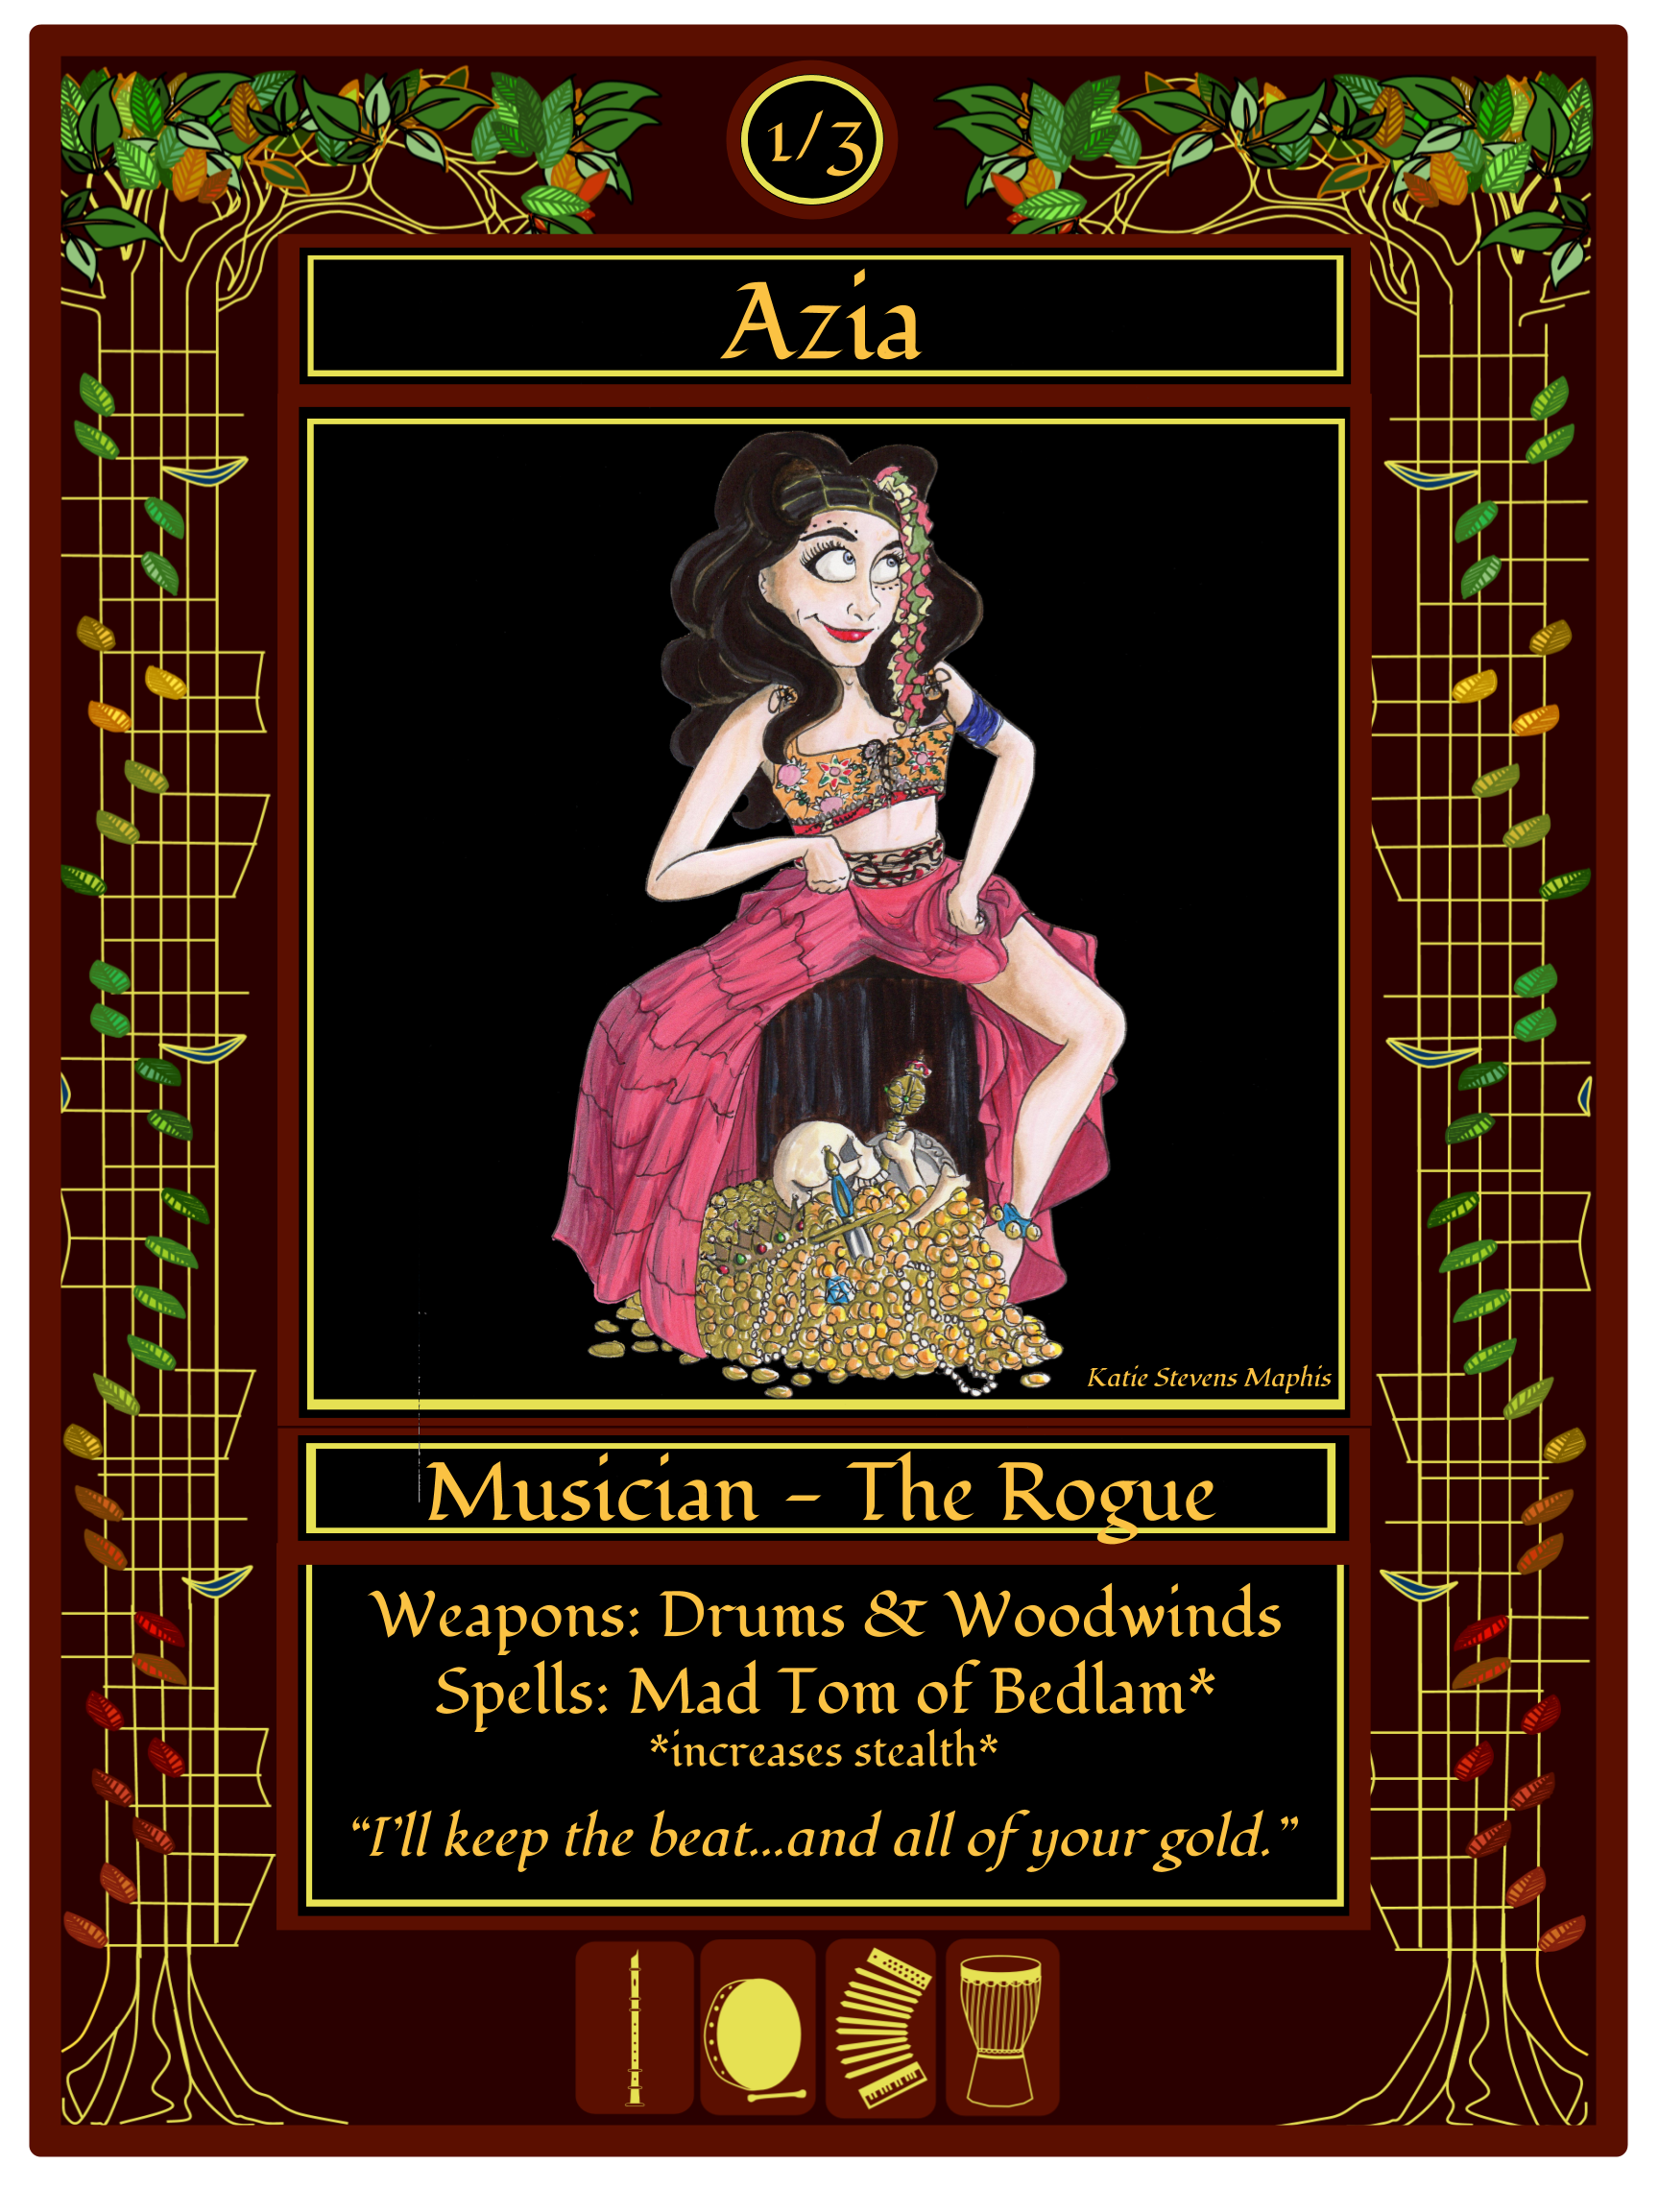 1/3
Azia
Katie Stevens Maphis
Musician - The Rogue
Weapons: Drums & Woodwinds
Spells: Mad Tom of Bedlam*
*increases stealth*
“I’ll keep the beat...and all of your gold.”